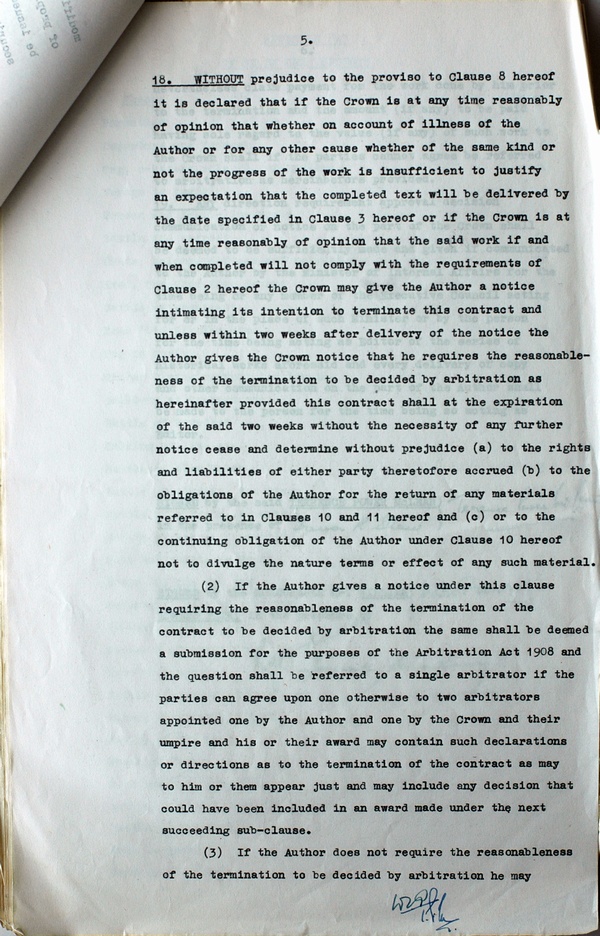 5.
18. WITHOUT prejudice to the proviso to Clause 8 hereof
it is declared that if the Crown is at any time reasonably
of opinion that whether on account of illness of the
Author or for any other cause whether of the same kind or
not the progress of the work is insufficient to justify
an expectation that the completed text will be delivered by
the date specified in Clause 3 hereof or if the Crown is at
any time reasonably of opinion that the said work if and
when completed will not comply with the requirements of
Clause 2 hereof the Crown may give the Author a notice
intimating its intention to terminate this contract and
unless within two weeks after delivery of the notice the
Author gives the Crown notice that he requires the reasonable-
ness of the termination to be decided by arbitration as
hereinafter provided this contract shall at the expiration
of the said two weeks without the necessity of any further
notice cease and determine without prejudice (a) to the rights
and liabilities of either party theretofore accrued (b) to the
obligations of the Author for the return of any materials
referred to in Clauses 10 and 11 hereof and (c) or to the
continuing obligation of the Author under Clause 10 hereof
not to divulge the nature terms or effect of any such material.
(2) If the Author gives a notice under this clause
requiring the reasonableness of the termination of the
contract to be decided by arbitration the same shall be deemed
a submission for the purposes of the Arbitration Act 1908 and
the question shall be referred to a single arbitrator if the
parties can agree upon one otherwise to two arbitrators
appointed one by the Author and one by the Crown and their
umpire and his or their award may contain such declarations
or directions as to the termination of the contract as may
to him or them appear just and may include any decision that
could have been included in an award made under the next
succeeding sub-clause.
(3) If the Author does not require the reasonableness
of the termination to be decided by arbitration he may